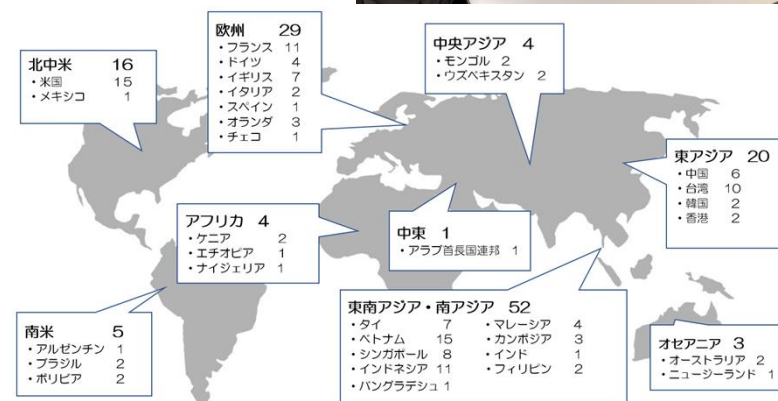 欧州 29
・フランス 11
・ドイツ 4
・イギリス 7
・イタリア 2
・スペイン 1
・オランダ 3
・チェコ 1
北中米 16
・米国 15
・メキシコ 1
中央アジア 4
・モンゴル 2
・ウズベキスタン 2
東アジア 20
・中国 6
・台湾 10
・韓国 2
・香港 2
アフリカ 4
・ケニア 2
・エチオピア 1
・ナイジェリア 1
中東 1
・アラブ首長国連邦 1
南米 5
・アルゼンチン 1
・ブラジル 2
・ボリビア 2
東南アジア・南アジア 52
・タイ 7 ・マレーシア 4
・ベトナム 15 ・カンボジア 3
・シンガポール 8 ・インド 1
・インドネシア 11 ・フィリピン 2
・バングラデシュ 1
オセアニア 3
・オーストラリア 2
・ニュージーランド 1